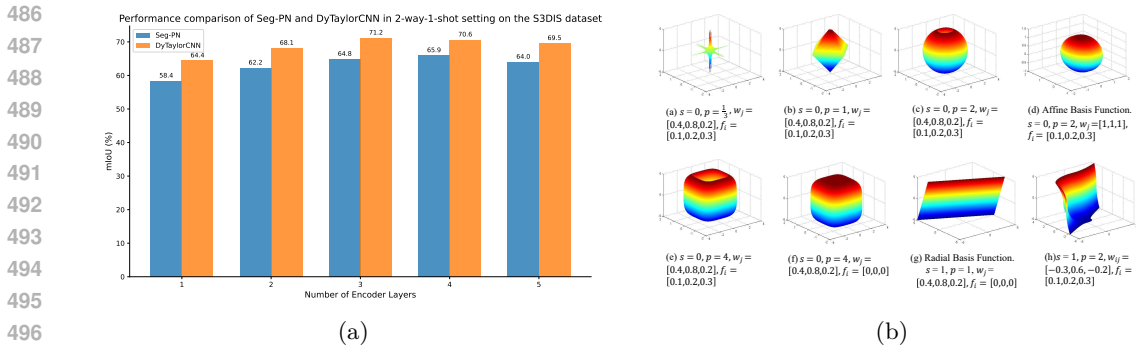 486
487
488
489
490
491
492
493
494
495
496
Performance comparison of Seg-PN and DyTaylorCNN in 2-way-1-shot setting on the S3DIS dataset
Seg-PN
DyTaylorCNN
mIoU (%)
70
60
50
40
30
20
10
0
58.4
64.4
62.2
68.1
64.8
71.2
65.9
70.6
64.0
69.5
1
2
3
4
5
Number of Encoder Layers
(a)
(a) s = 0, p = 1/3, w_j =
[0.4,0.8,0.2], f_i =
[0.1,0.2,0.3]
(b) s = 0, p = 1, w_j =
[0.4,0.8,0.2], f_i =
[0.1,0.2,0.3]
(c) s = 0, p = 2, w_j =
[0.4,0.8,0.2], f_i =
[0.1,0.2,0.3]
(d) Affine Basis Function.
s = 0, p = 2, w_j =[1,1,1],
f_i = [0.1,0.2,0.3]
(e) s = 0, p = 4, w_j =
[0.4,0.8,0.2], f_i =
[0.1,0.2,0.3]
(f)s = 0, p = 4, w_j =
[0.4,0.8,0.2], f_i = [0,0,0]
(g) Radial Basis Function.
s = 1, p = 1, w_j =
[0.4,0.8,0.2], f_i = [0,0,0]
(h)s = 1, p = 2, w_ij =
[−0.3,0.6, −0.2], f_i =
[0.1,0.2,0.3]
(b)